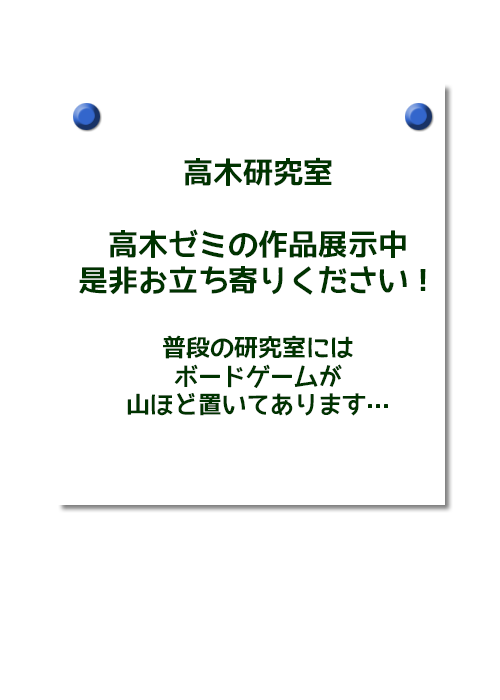 高木研究室
高木ゼミの作品展示中
是非お立ち寄りください！
普段の研究室には
ボードゲームが
山ほど置いてあります…